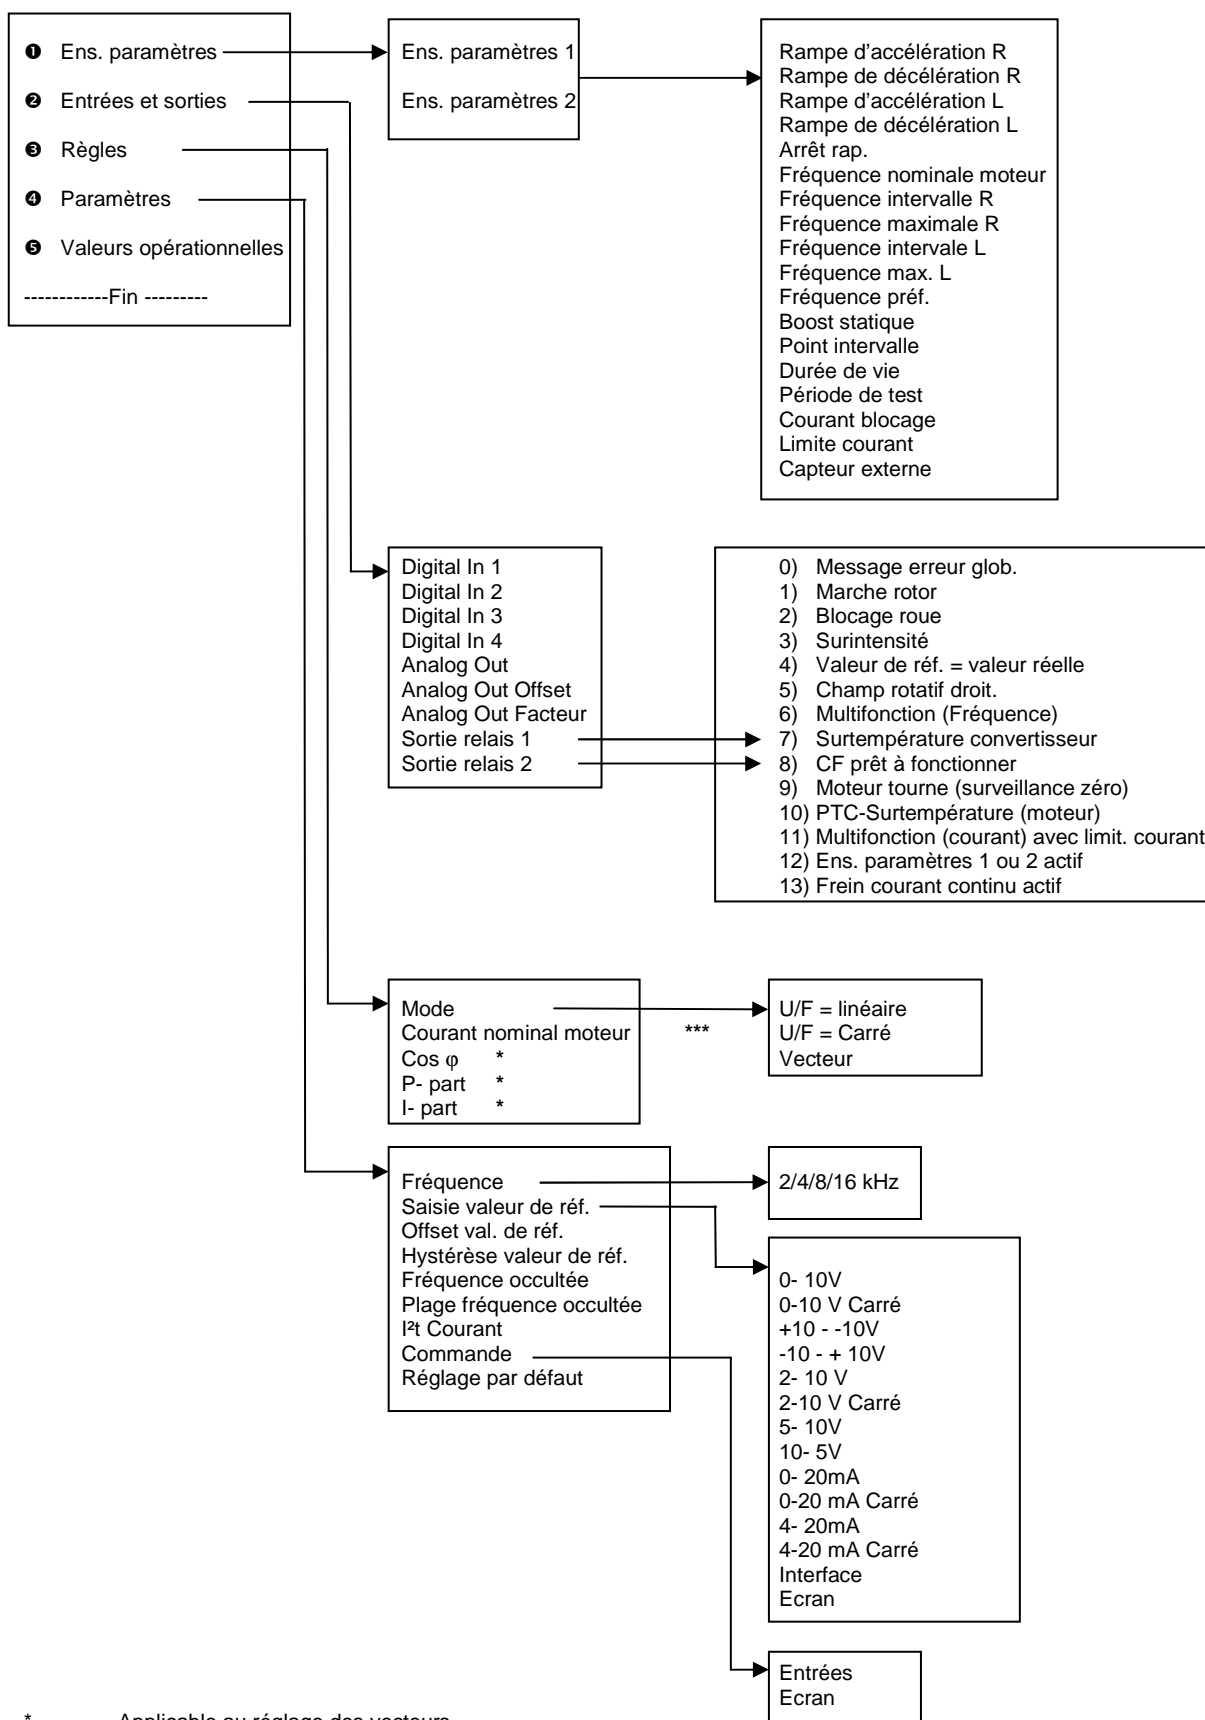 ❶ Ens. paramètres
❷ Entrées et sorties
❸ Règles
❹ Paramètres
❺ Valeurs opérationnelles
------------Fin ---------
Ens. paramètres 1
Ens. paramètres 2
Rampe d'accélération R
Rampe de décélération R
Rampe d'accélération L
Rampe de décélération L
Arrêt rap.
Fréquence nominale moteur
Fréquence intervalle R
Fréquence maximale R
Fréquence intervale L
Fréquence max. L
Fréquence préf.
Boost statique
Point intervalle
Durée de vie
Période de test
Courant blocage
Limite courant
Capteur externe
Digital In 1
Digital In 2
Digital In 3
Digital In 4
Analog Out
Analog Out Offset
Analog Out Facteur
Sortie relais 1
Sortie relais 2
0) Message erreur glob.
1) Marche rotor
2) Blocage roue
3) Surintensité
4) Valeur de réf. = valeur réelle
5) Champ rotatif droit.
6) Multifonction (Fréquence)
7) Surtempérature convertisseur
8) CF prêt à fonctionner
9) Moteur tourne (surveillance zéro)
10) PTC-Surtempérature (moteur)
11) Multifonction (courant) avec limit. courant
12) Ens. paramètres 1 ou 2 actif
13) Frein courant continu actif
Mode
Courant nominal moteur ***
Cos φ *
P- part *
I- part *
U/F = linéaire
U/F = Carré
Vecteur
Fréquence
Saisie valeur de réf.
Offset val. de réf.
Hystérèse valeur de réf.
Fréquence occultée
Plage fréquence occultée
I²t Courant
Commande
Réglage par défaut
2/4/8/16 kHz
0- 10V
0-10 V Carré
+10 - -10V
-10 - + 10V
2- 10 V
2-10 V Carré
5- 10V
10- 5V
0- 20mA
0-20 mA Carré
4- 20mA
4-20 mA Carré
Interface
Ecran
Entrées
Ecran
* Applicable au réglage des vecteurs